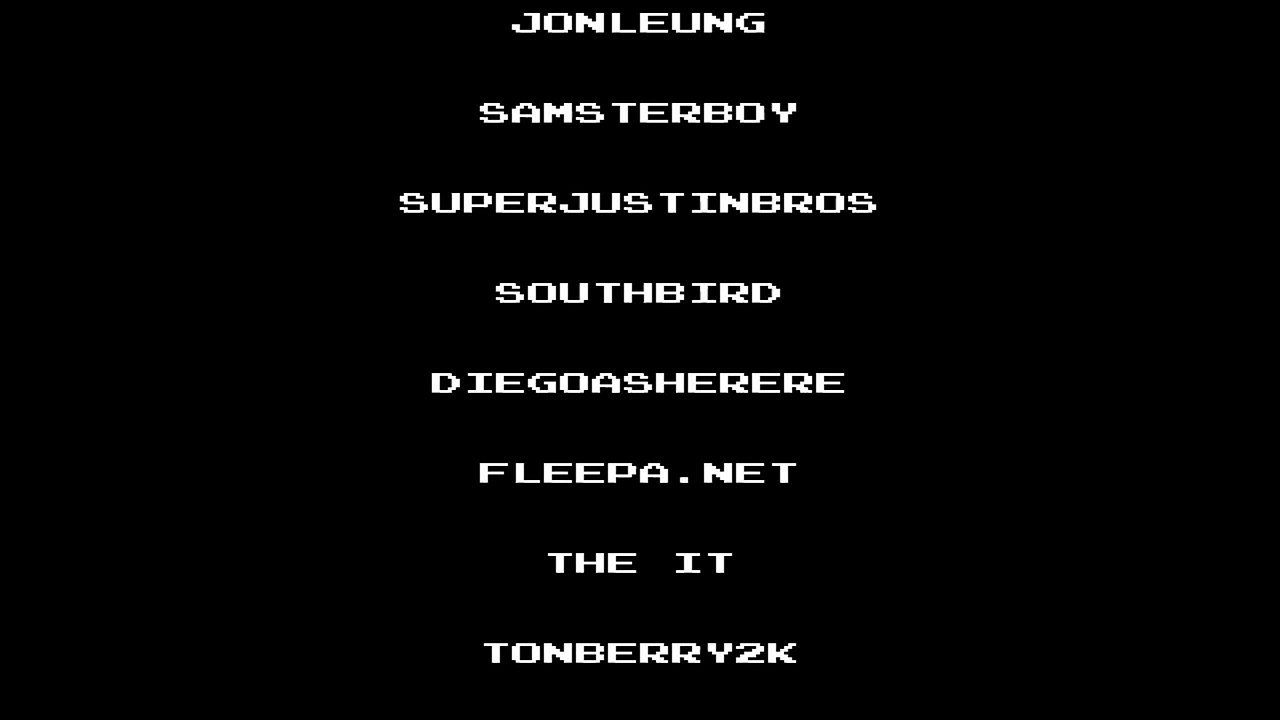 JONLEUNG
SAMSTERBOY
SUPERJUSTINBROS
SOUTHBIRD
DIEGOASHERERE
FLEEPA.NET
THE IT
TONBERRY2K